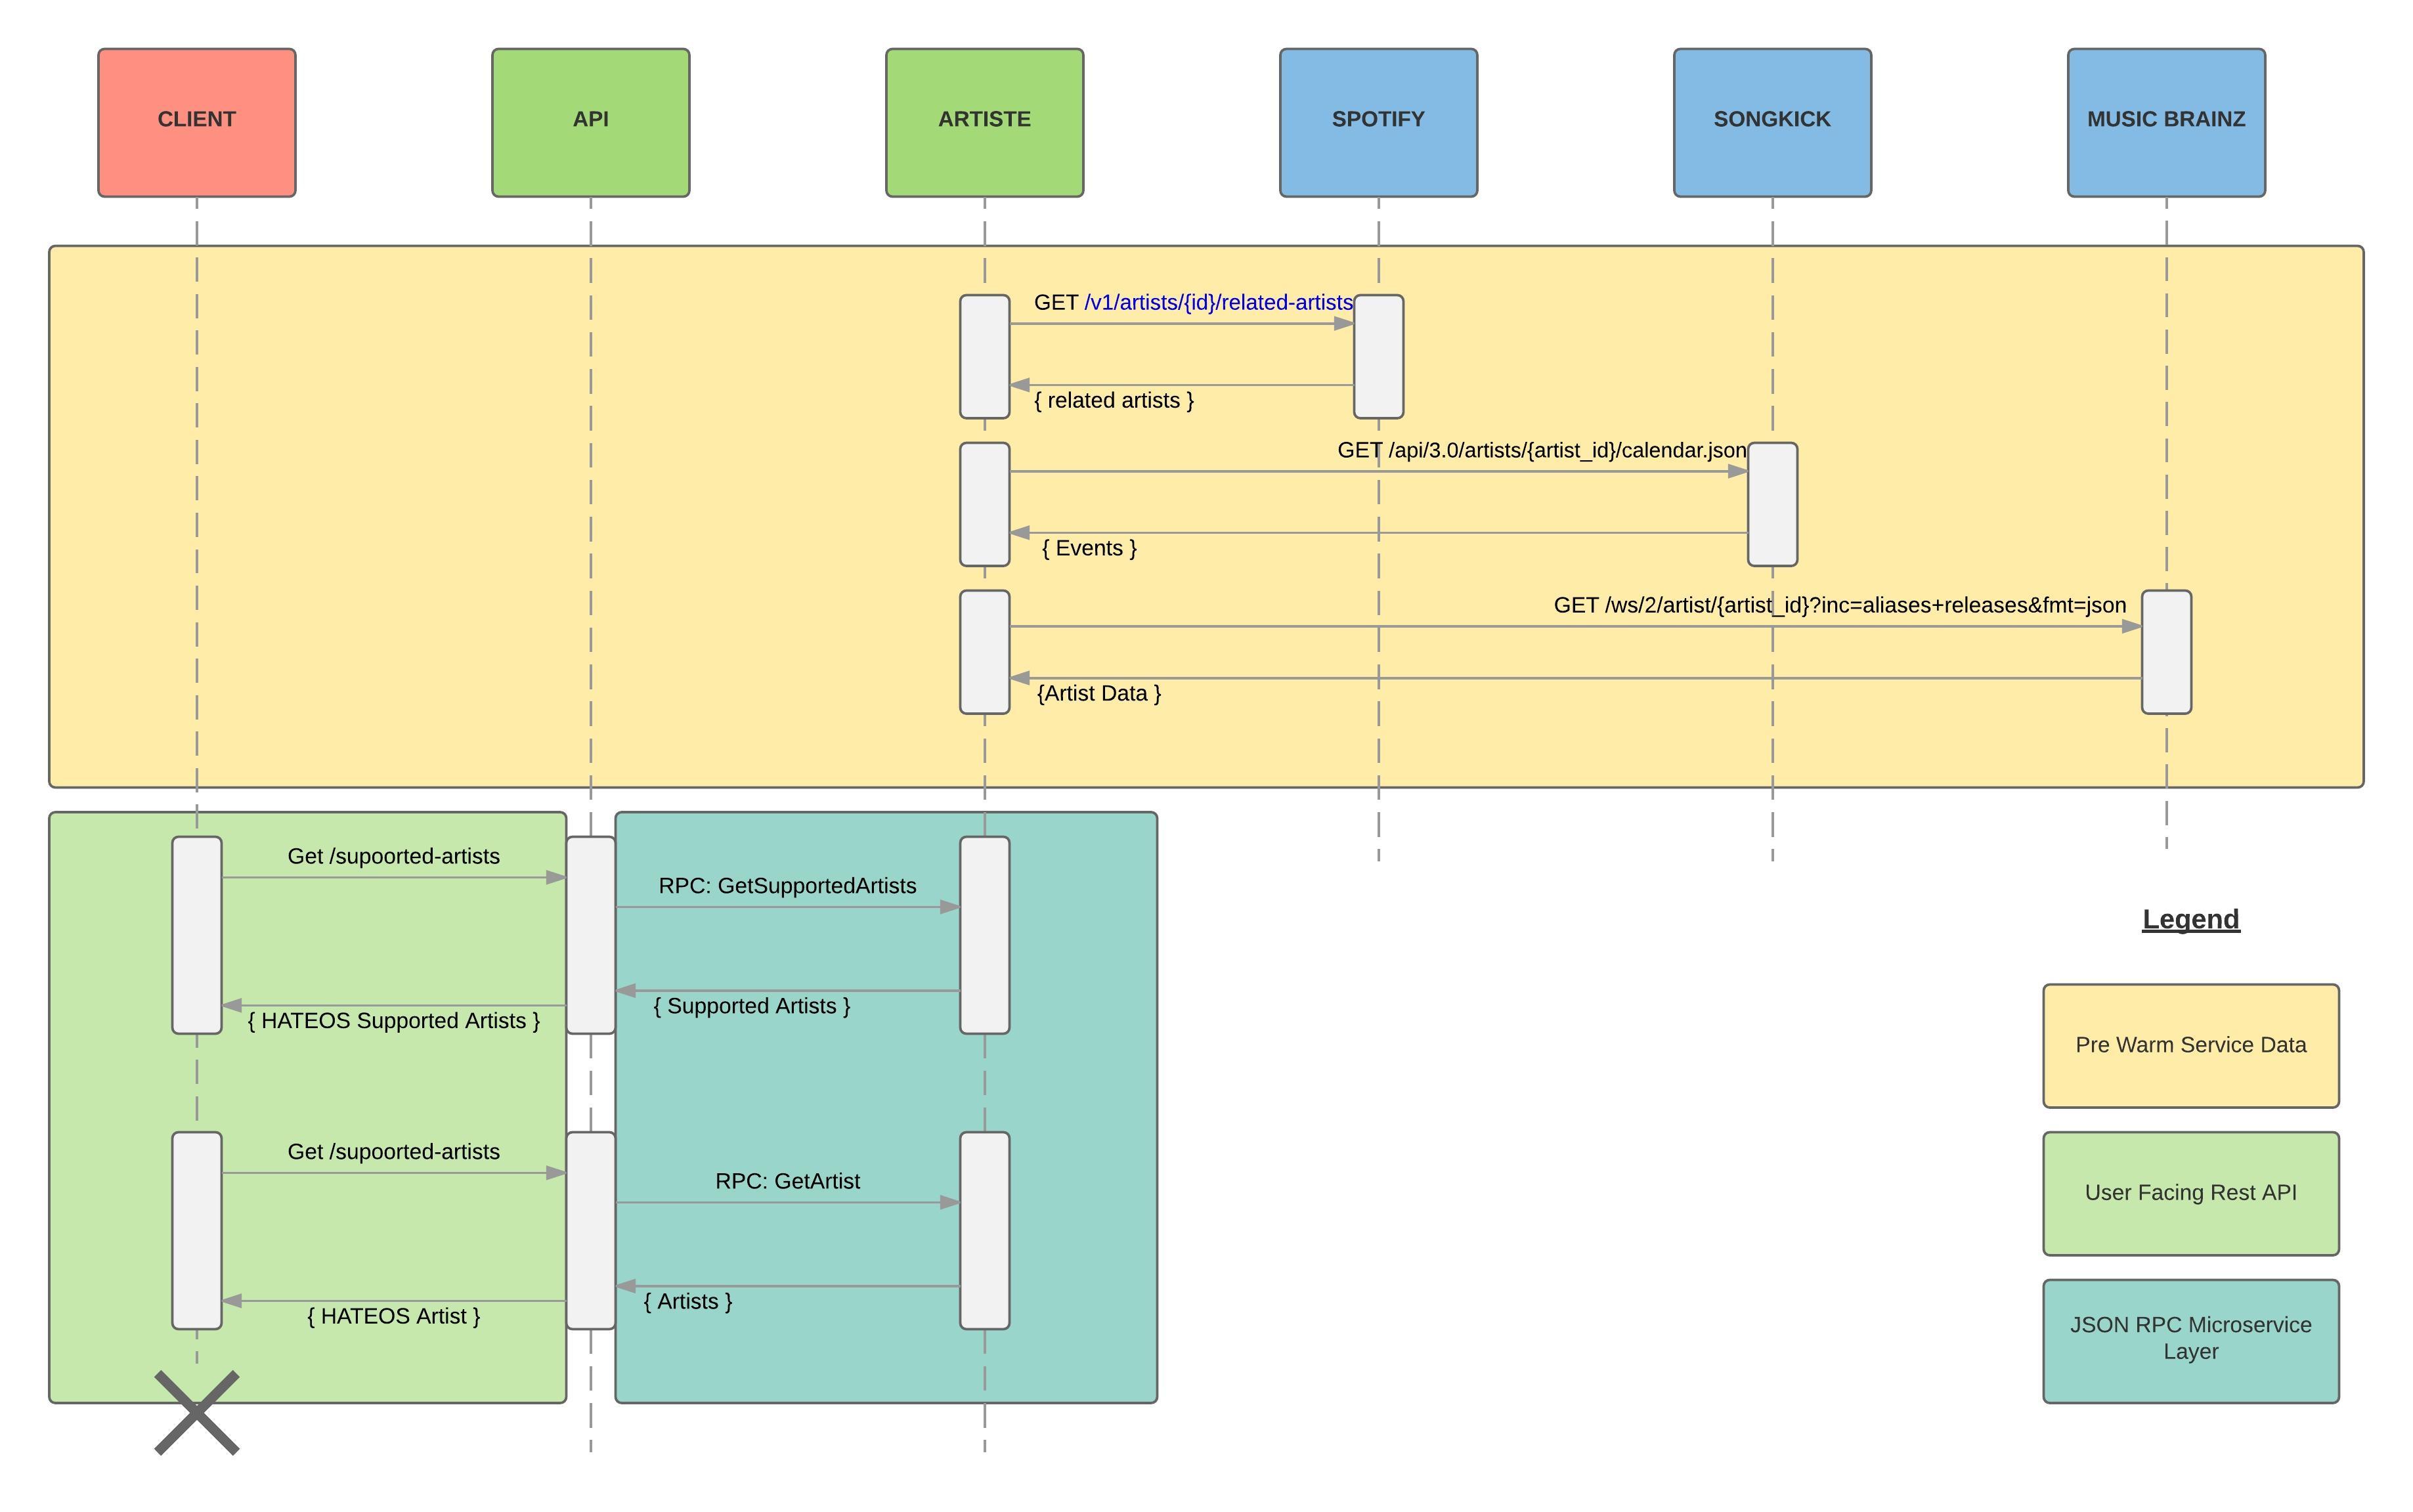 CLIENT
API
ARTISTE
SPOTIFY
SONGKICK
MUSIC BRAINZ
GET /v1/artists/{id}/related-artists
{ related artists }
GET /api/3.0/artists/{artist_id}/calendar.json
{ Events }
GET /ws/2/artist/{artist_id}?inc=aliases+releases&fmt=json
{Artist Data }
Get /supoorted-artists
RPC: GetSupportedArtists
{ Supported Artists }
{ HATEOS Supported Artists }
Get /supoorted-artists
RPC: GetArtist
{ Artists }
{ HATEOS Artist }
Legend
Pre Warm Service Data
User Facing Rest API
JSON RPC Microservice
Layer